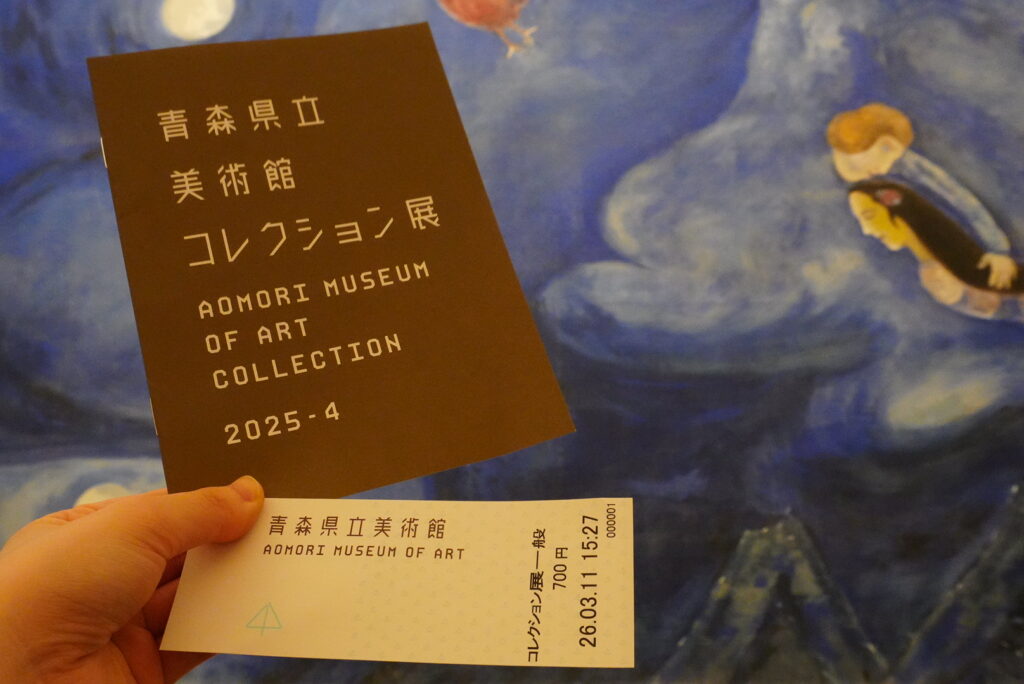 青森県立
美術館
コレクション展
AOMORI MUSEUM
OF ART
COLLECTION
2025-4
青森県立美術館
AOMORI MUSEUM OF ART
コレクション展一般
700円
26.03.11 15:27
000001